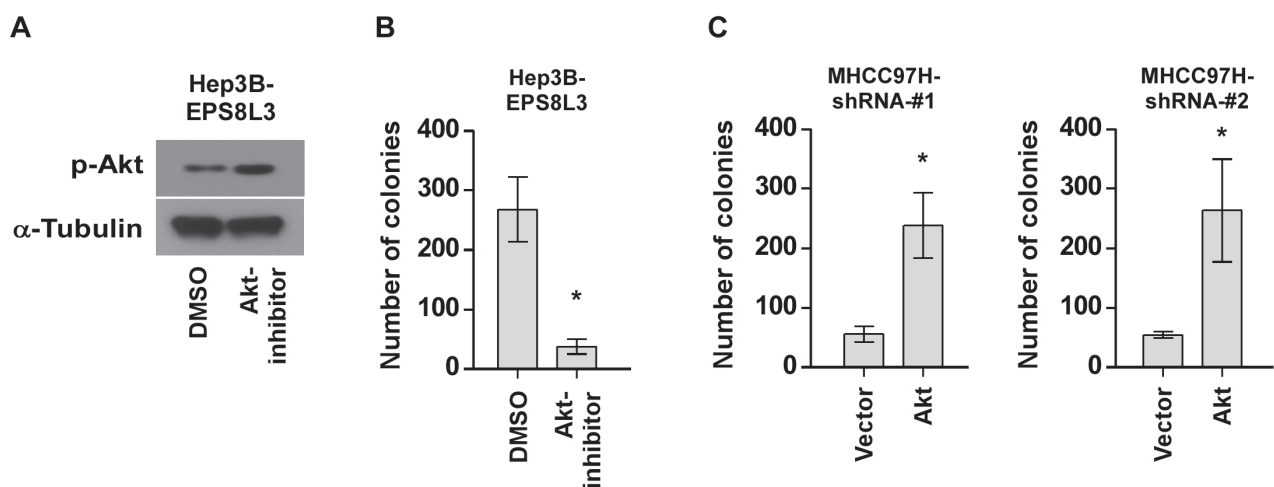 A
Hep3B-
EPS8L3
p-Akt
α-Tubulin
DMSO
Akt-
inhibitor
B
Hep3B-
EPS8L3
Number of colonies
400
300
200
100
0
*
DMSO
Akt-
inhibitor
C
MHCC97H-
shRNA-#1
Number of colonies
400
300
200
100
0
*
Vector
Akt
MHCC97H-
shRNA-#2
Number of colonies
400
300
200
100
0
*
Vector
Akt